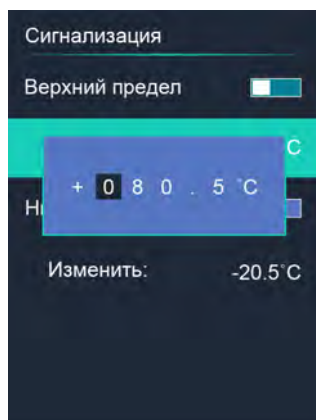 Сигнализация
Верхний предел
C
+ 0 8 0 . 5 °C
Изменить: -20.5°C